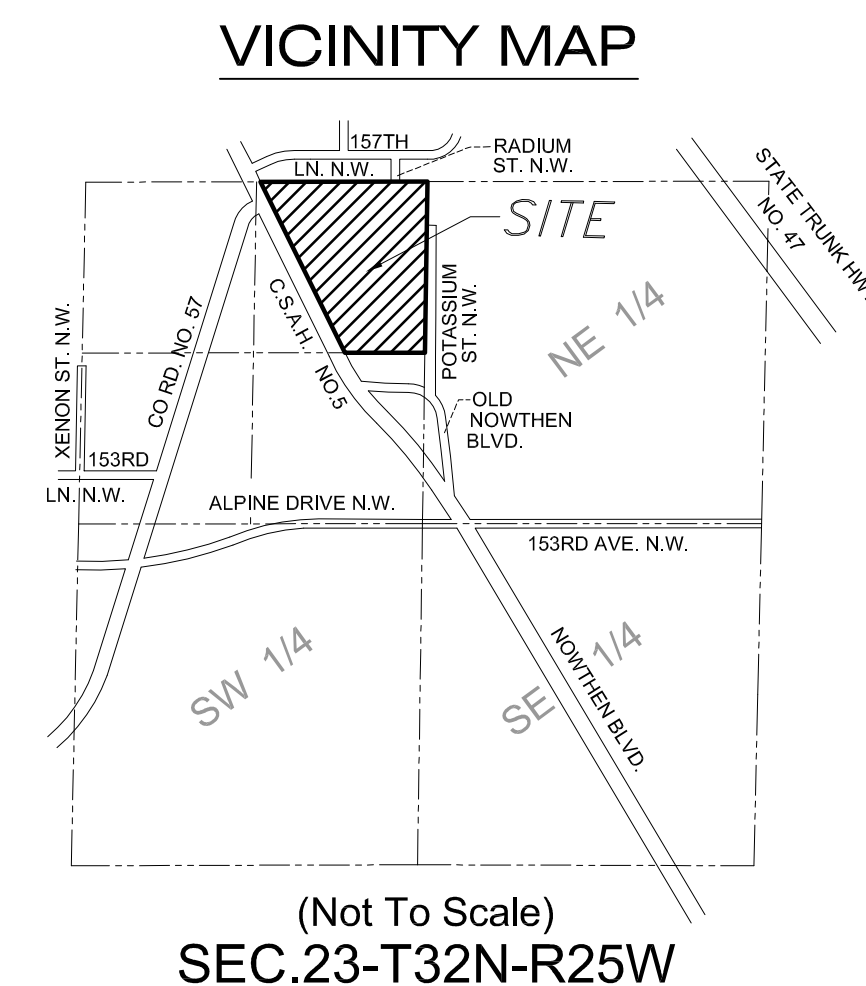 VICINITY MAP
157TH
LN. N.W.
RADIUM
ST. N.W.
SITE
STATE TRUNK HWY.
NO. 47
C.S.A.H.
NO.5
POTASSIUM
ST. N.W.
NE 1/4
CO RD. NO. 57
XENON ST. N.W.
OLD
NOWTHEN
BLVD.
153RD
LN. N.W.
ALPINE DRIVE N.W.
153RD AVE. N.W.
SW 1/4
SE 1/4
NOWTHEN BLVD.
(Not To Scale)
SEC.23-T32N-R25W